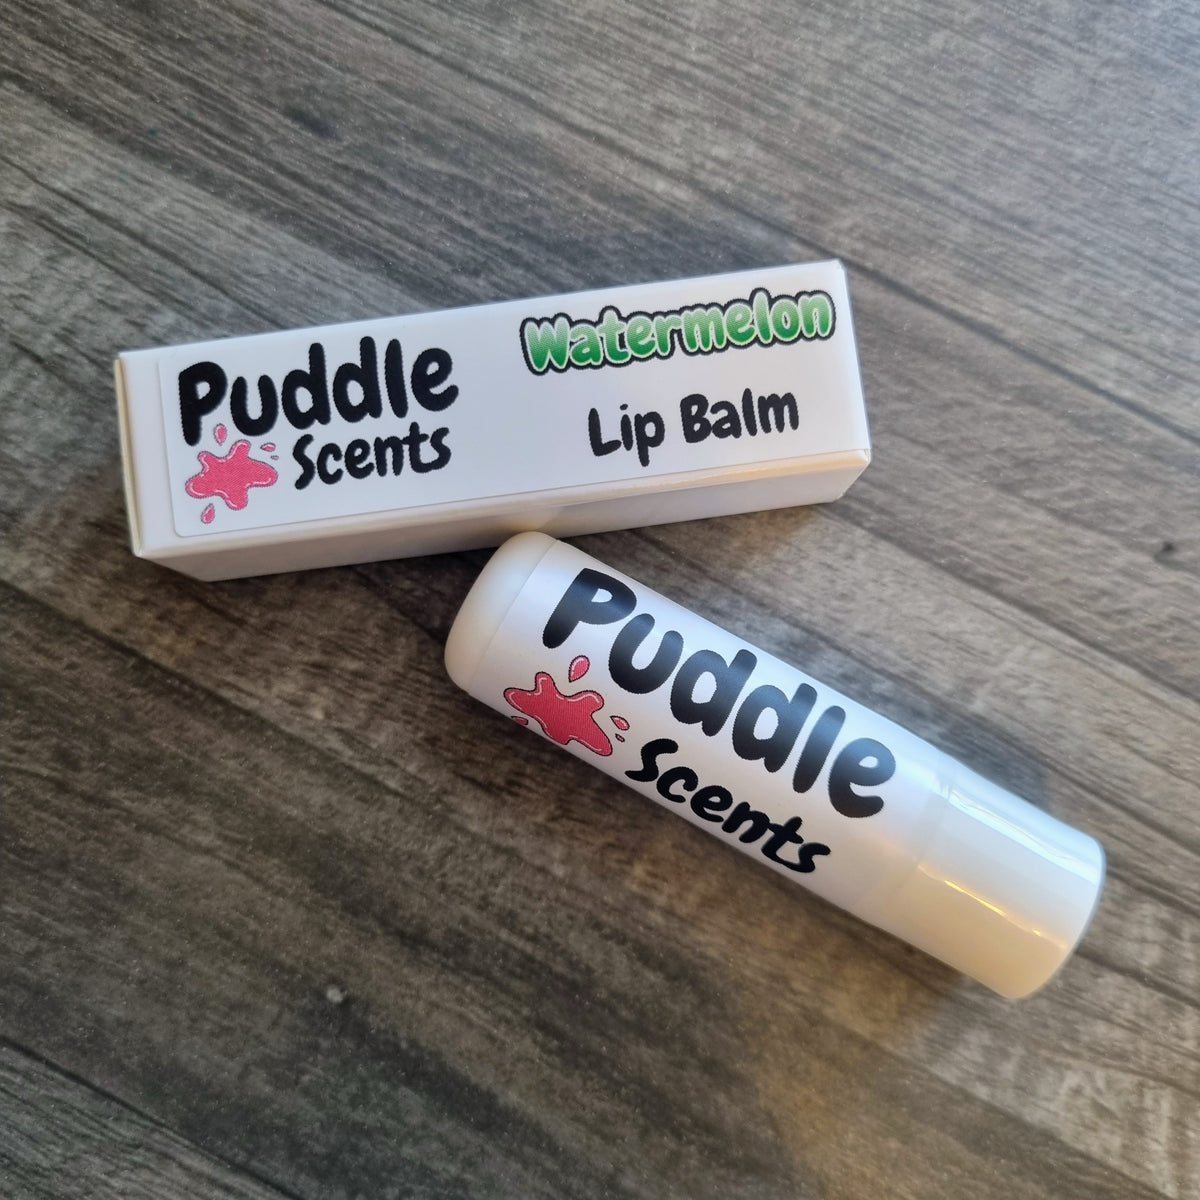 Puddle
Scents
Watermelon
Lip Balm
Puddle
Scents